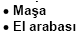 • Maşa
• El arabası